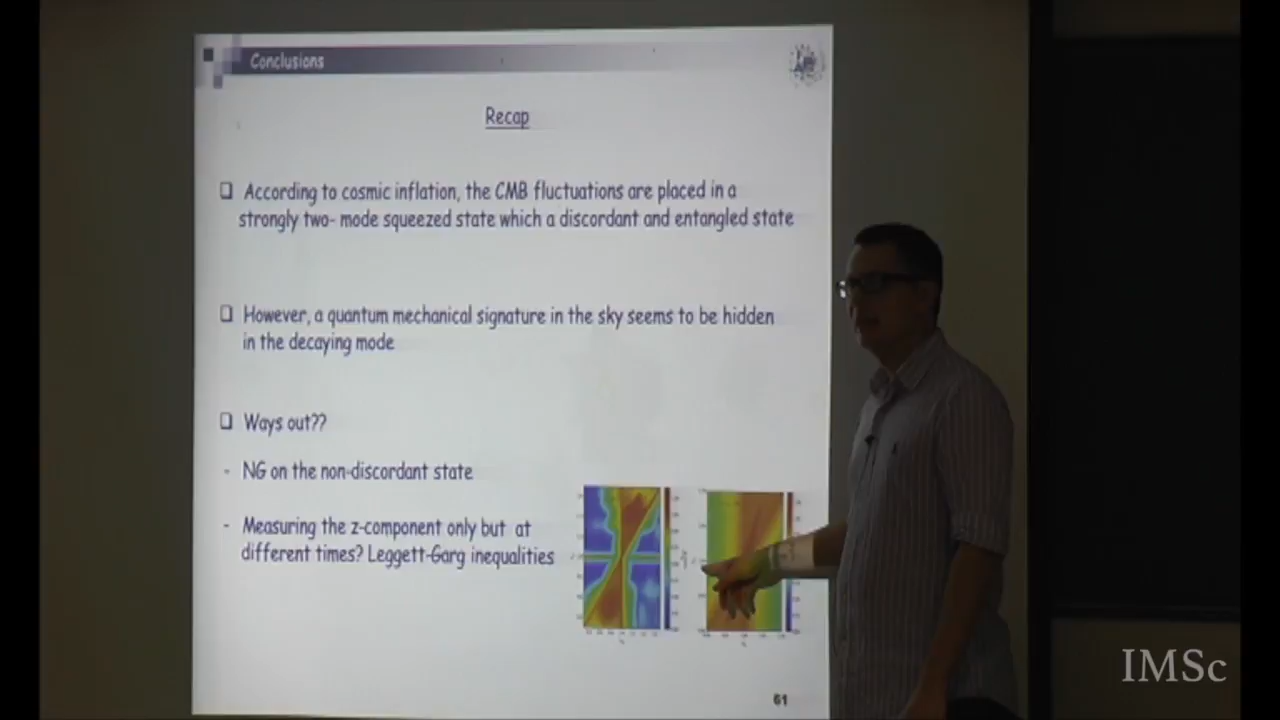 Conclusions
Recap
According to cosmic inflation, the CMB fluctuations are placed in a
strongly two- mode squeezed state which a discordant and entangled state
However, a quantum mechanical signature in the sky seems to be hidden
in the decaying mode
Ways out??
- NG on the non-discordant state
- Measuring the z-component only but at
different times? Leggett-Garg inequalities
61
IMSc